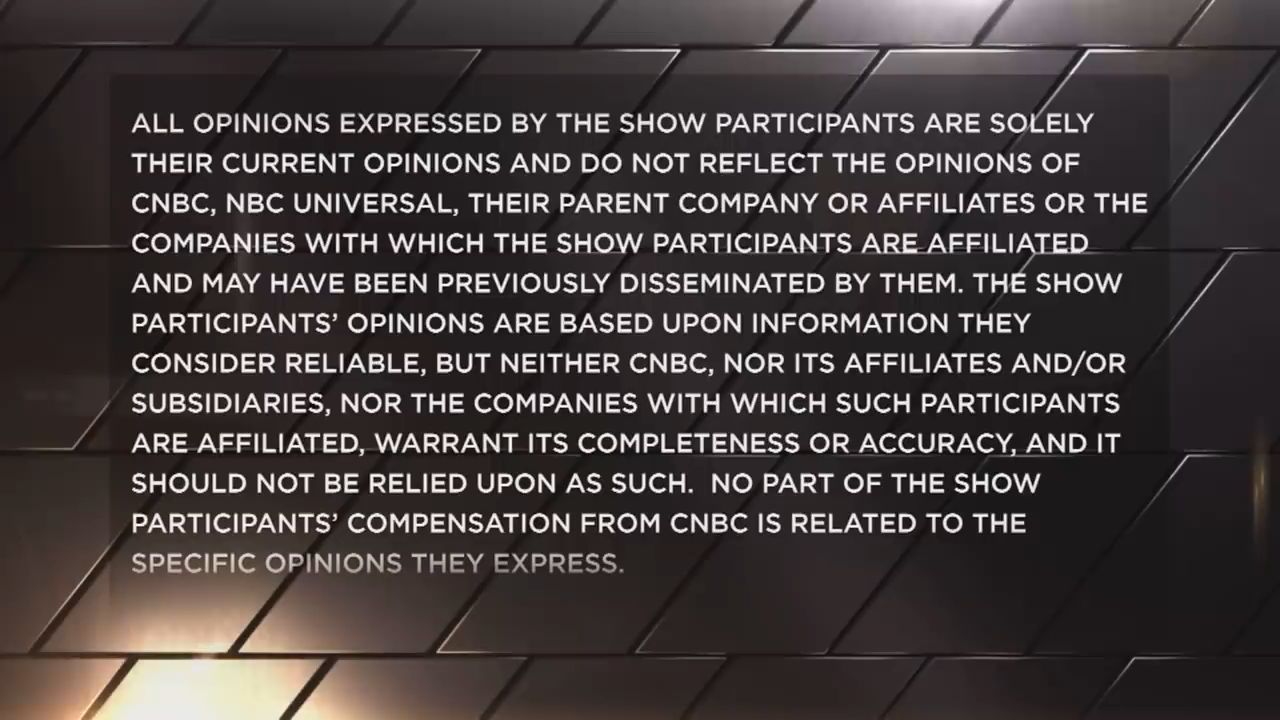 ALL OPINIONS EXPRESSED BY THE SHOW PARTICIPANTS ARE SOLELY
THEIR CURRENT OPINIONS AND DO NOT REFLECT THE OPINIONS OF
CNBC, NBC UNIVERSAL, THEIR PARENT COMPANY OR AFFILIATES OR THE
COMPANIES WITH WHICH THE SHOW PARTICIPANTS ARE AFFILIATED
AND MAY HAVE BEEN PREVIOUSLY DISSEMINATED BY THEM. THE SHOW
PARTICIPANTS’ OPINIONS ARE BASED UPON INFORMATION THEY
CONSIDER RELIABLE, BUT NEITHER CNBC, NOR ITS AFFILIATES AND/OR
SUBSIDIARIES, NOR THE COMPANIES WITH WHICH SUCH PARTICIPANTS
ARE AFFILIATED, WARRANT ITS COMPLETENESS OR ACCURACY, AND IT
SHOULD NOT BE RELIED UPON AS SUCH.  NO PART OF THE SHOW
PARTICIPANTS’ COMPENSATION FROM CNBC IS RELATED TO THE
SPECIFIC OPINIONS THEY EXPRESS.